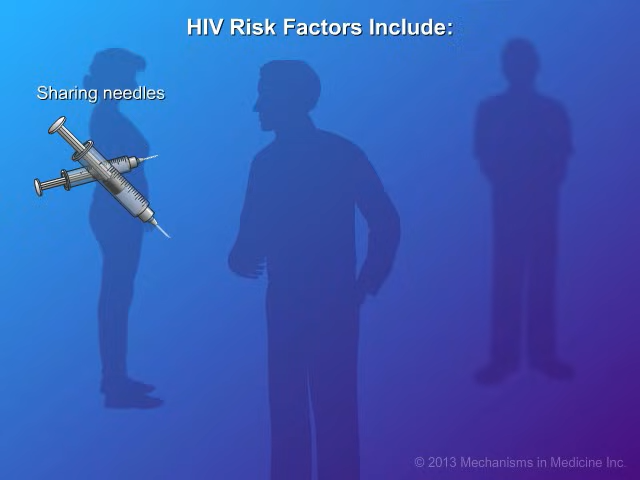 HIV Risk Factors Include:
Sharing needles
© 2013 Mechanisms in Medicine Inc.